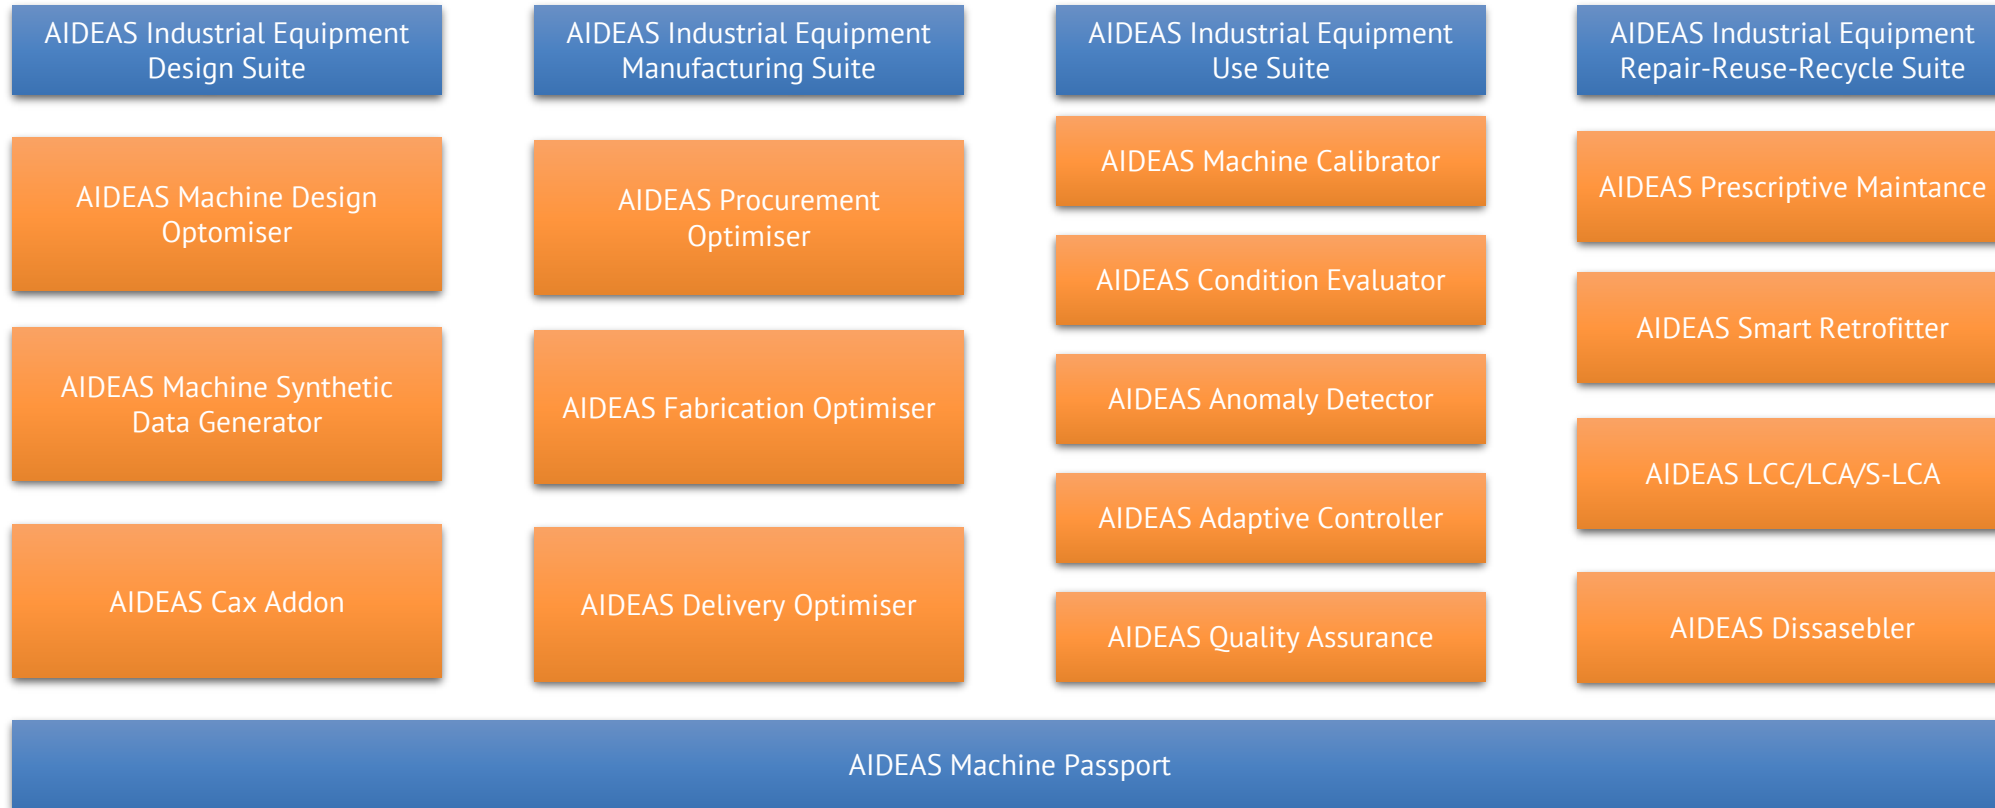 AIDEAS Industrial Equipment
Design Suite
AIDEAS Machine Design
Optomiser
AIDEAS Machine Synthetic
Data Generator
AIDEAS Cax Addon
AIDEAS Industrial Equipment
Manufacturing Suite
AIDEAS Procurement
Optimiser
AIDEAS Fabrication Optimiser
AIDEAS Delivery Optimiser
AIDEAS Industrial Equipment
Use Suite
AIDEAS Machine Calibrator
AIDEAS Condition Evaluator
AIDEAS Anomaly Detector
AIDEAS Adaptive Controller
AIDEAS Quality Assurance
AIDEAS Industrial Equipment
Repair-Reuse-Recycle Suite
AIDEAS Prescriptive Maintance
AIDEAS Smart Retrofitter
AIDEAS LCC/LCA/S-LCA
AIDEAS Dissasebler
AIDEAS Machine Passport